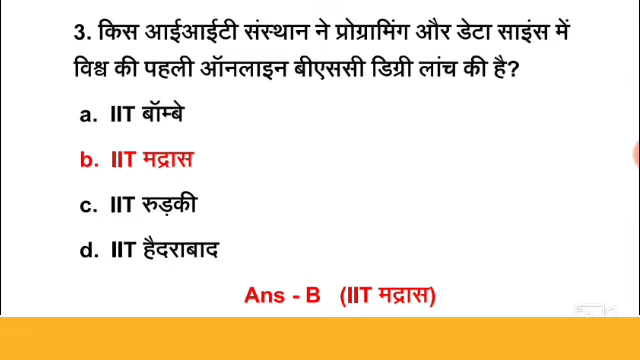 3. किस आईआईटी संस्थान ने प्रोग्रामिंग और डेटा साइंस में
विश्व की पहली ऑनलाइन बीएससी डिग्री लांच की है?
a. IIT बॉम्बे
b. IIT मद्रास
c. IIT रुड़की
d. IIT हैदराबाद
Ans - B (IIT मद्रास)